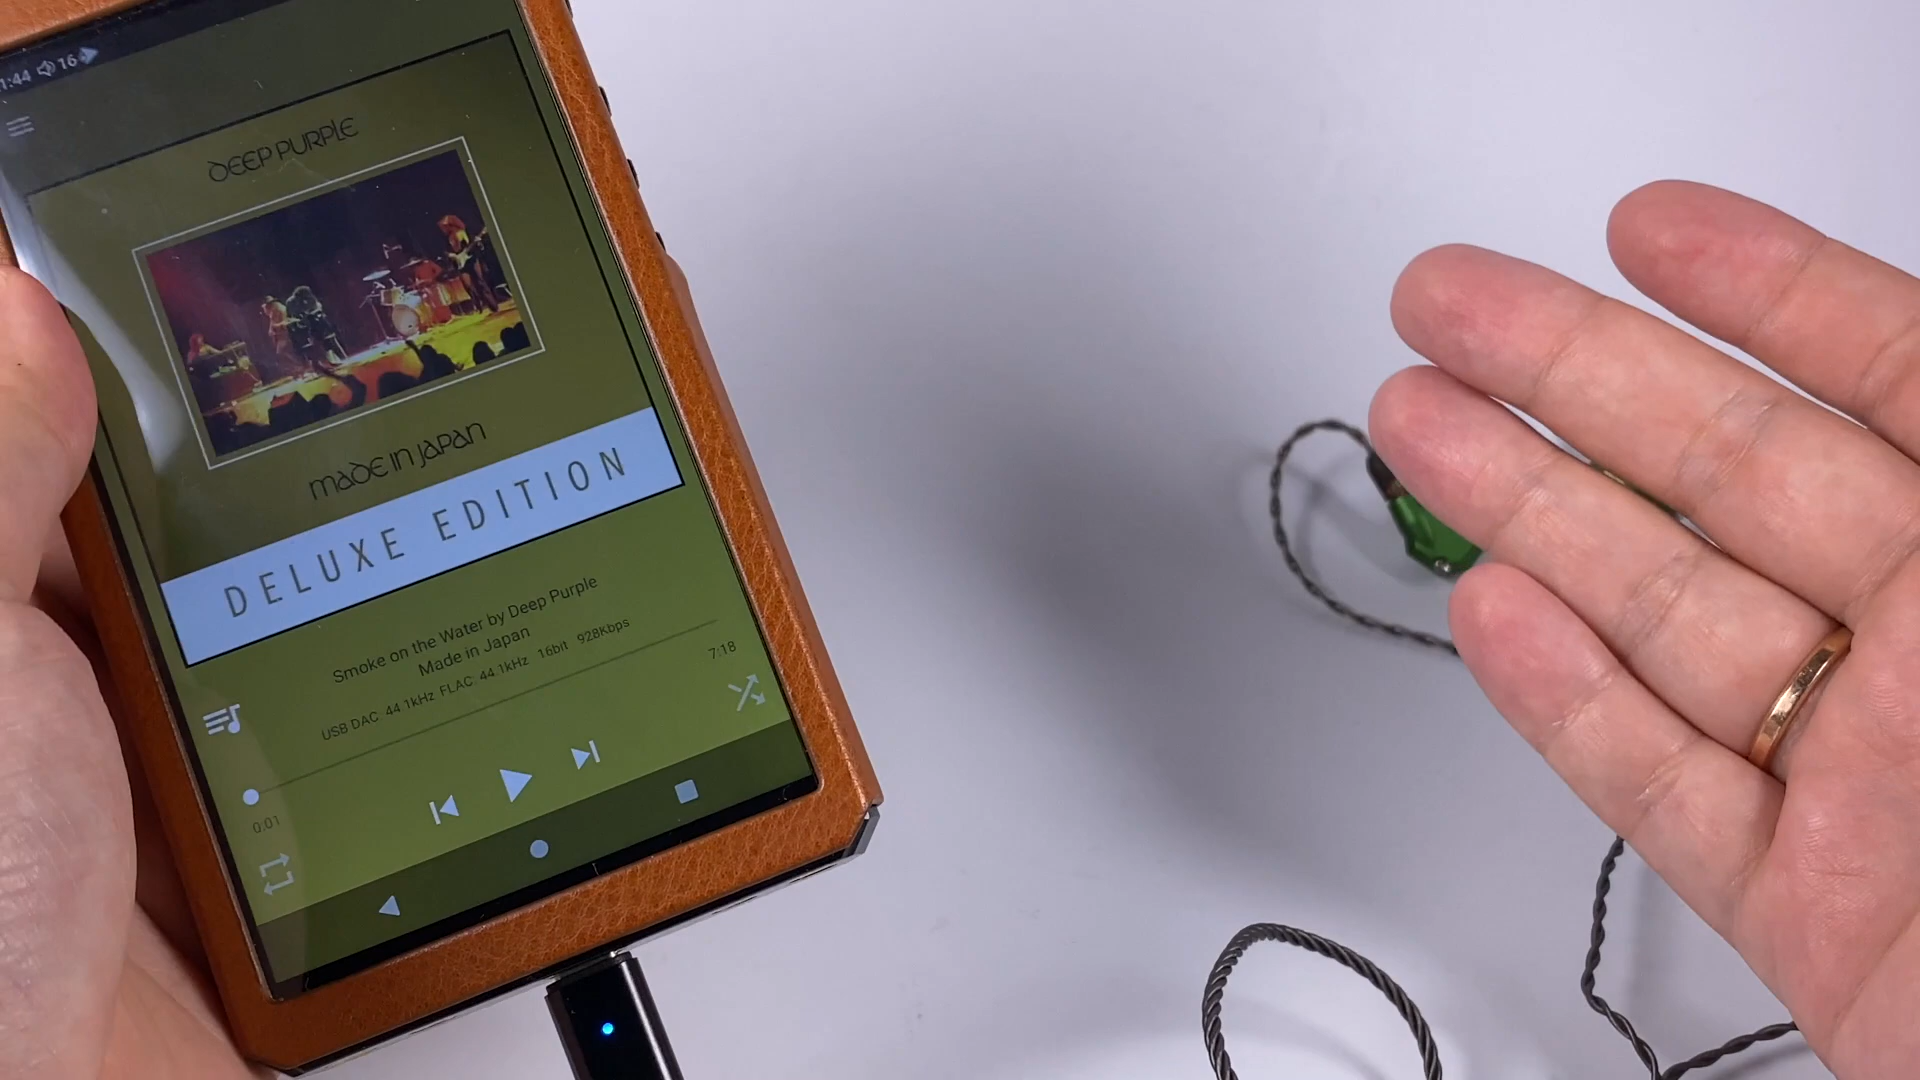 1:44 16
DEEP PURPLE
MADE IN JAPAN
DELUXE EDITION
Smoke on the Water by Deep Purple
Made in Japan
USB DAC: 44.1kHz FLAC: 44.1kHz 16bit 928Kbps
7:18
0:01